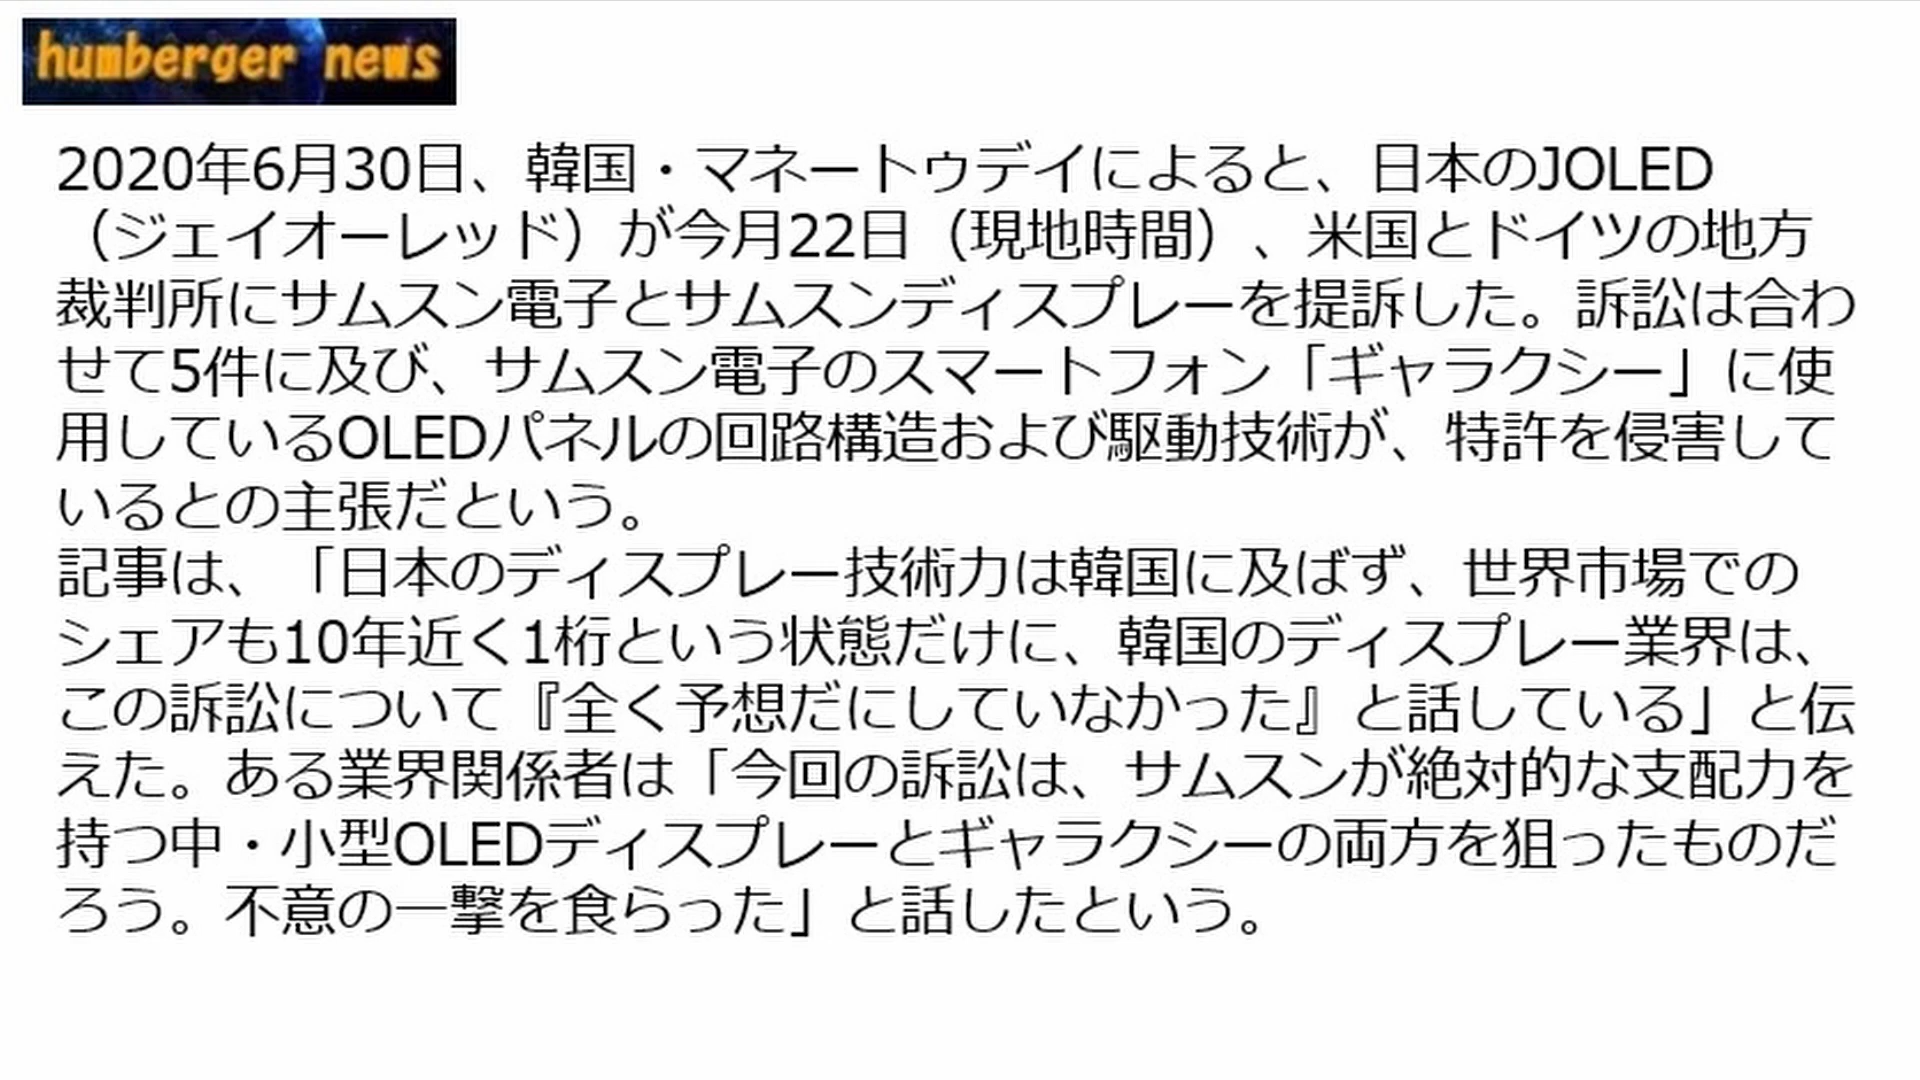 humberger news
2020年6月30日、韓国・マネートゥデイによると、日本のJOLED
（ジェイオーレッド）が今月22日（現地時間）、米国とドイツの地方
裁判所にサムスン電子とサムスンディスプレーを提訴した。訴訟は合わ
せて5件に及び、サムスン電子のスマートフォン「ギャラクシー」に使
用しているOLEDパネルの回路構造および駆動技術が、特許を侵害して
いるとの主張だという。
記事は、「日本のディスプレー技術力は韓国に及ばず、世界市場での
シェアも10年近く1桁という状態だけに、韓国のディスプレー業界は、
この訴訟について『全く予想だにしていなかった』と話している」と伝
えた。ある業界関係者は「今回の訴訟は、サムスンが絶対的な支配力を
持つ中・小型OLEDディスプレーとギャラクシーの両方を狙ったものだ
ろう。不意の一撃を食らった」と話したという。